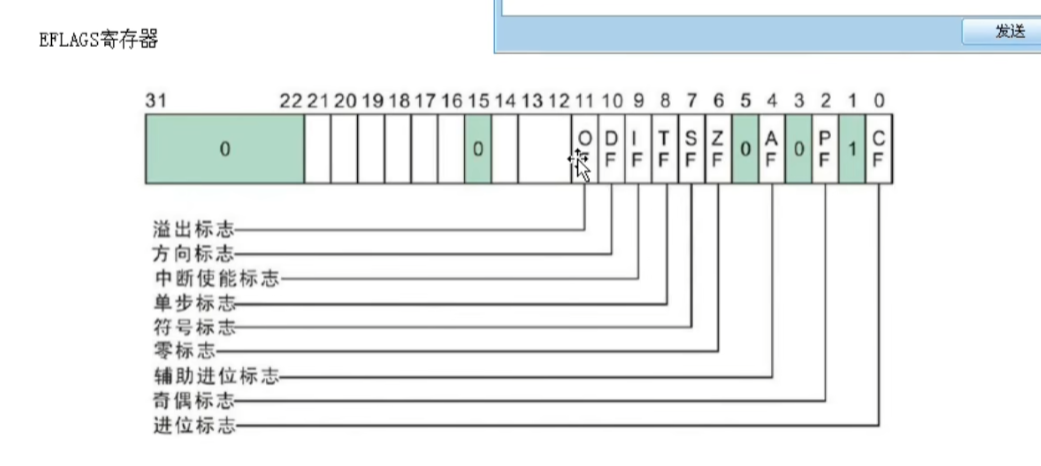 发送
EFLAGS寄存器
31 22 21 20 19 18 17 16 15 14 13 12 11 10 9 8 7 6 5 4 3 2 1 0
0 0 OF DF IF TF SF ZF 0 AF 0 PF 1 CF
溢出标志
方向标志
中断使能标志
单步标志
符号标志
零标志
辅助进位标志
奇偶标志
进位标志